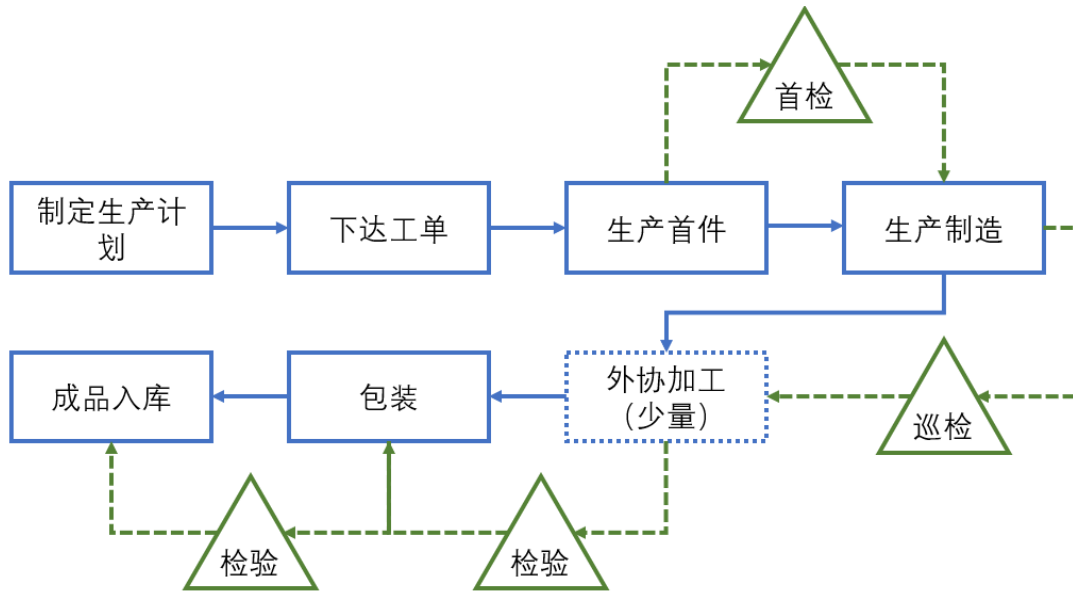 首检
制定生产计
划
下达工单
生产首件
生产制造
成品入库
包装
外协加工
（少量）
巡检
检验
检验